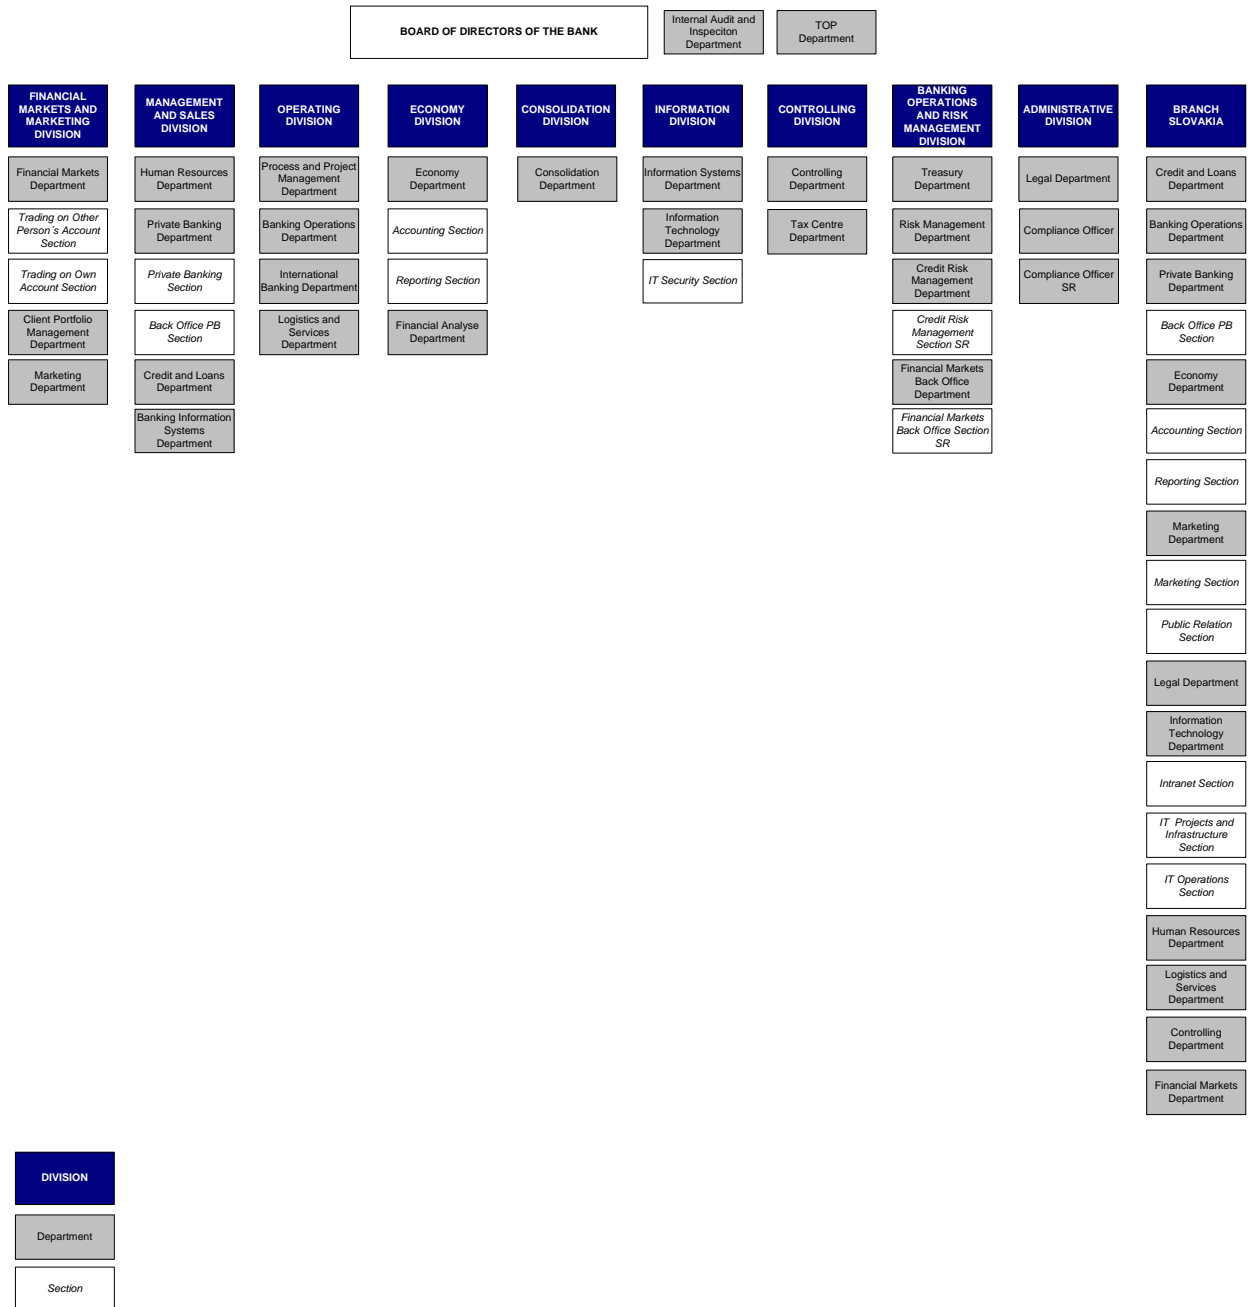 BOARD OF DIRECTORS OF THE BANK
Internal Audit and
Inspeciton
Department
TOP
Department
FINANCIAL
MARKETS AND
MARKETING
DIVISION
Financial Markets
Department
Trading on Other
Person´s Account
Section
Trading on Own
Account Section
Client Portfolio
Management
Department
Marketing
Department
MANAGEMENT
AND SALES
DIVISION
Human Resources
Department
Private Banking
Department
Private Banking
Section
Back Office PB
Section
Credit and Loans
Department
Banking Information
Systems
Department
OPERATING
DIVISION
Process and Project
Management
Department
Banking Operations
Department
International
Banking Department
Logistics and
Services
Department
ECONOMY
DIVISION
Economy
Department
Accounting Section
Reporting Section
Financial Analyse
Department
CONSOLIDATION
DIVISION
Consolidation
Department
INFORMATION
DIVISION
Information Systems
Department
Information
Technology
Department
IT Security Section
CONTROLLING
DIVISION
Controlling
Department
Tax Centre
Department
BANKING
OPERATIONS
AND RISK
MANAGEMENT
DIVISION
Treasury
Department
Risk Management
Department
Credit Risk
Management
Department
Credit Risk
Management
Section SR
Financial Markets
Back Office
Department
Financial Markets
Back Office Section
SR
ADMINISTRATIVE
DIVISION
Legal Department
Compliance Officer
Compliance Officer
SR
BRANCH
SLOVAKIA
Credit and Loans
Department
Banking Operations
Department
Private Banking
Department
Back Office PB
Section
Economy
Department
Accounting Section
Reporting Section
Marketing
Department
Marketing Section
Public Relation
Section
Legal Department
Information
Technology
Department
Intranet Section
IT Projects and
Infrastructure
Section
IT Operations
Section
Human Resources
Department
Logistics and
Services
Department
Controlling
Department
Financial Markets
Department
DIVISION
Department
Section